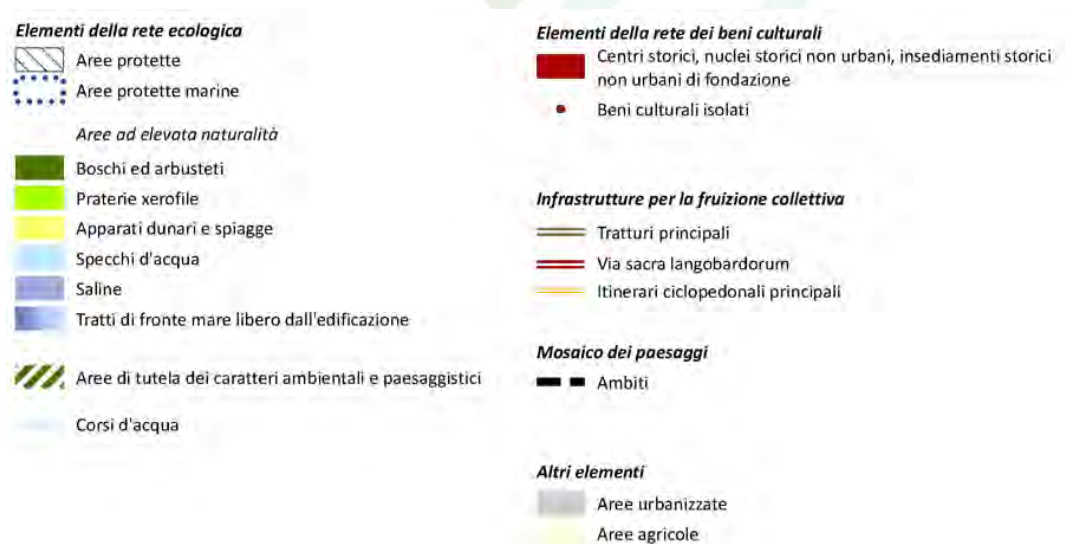 Elementi della rete ecologica
Aree protette
Aree protette marine
Aree ad elevata naturalità
Boschi ed arbusteti
Praterie xerofile
Apparati dunari e spiagge
Specchi d'acqua
Saline
Tratti di fronte mare libero dall'edificazione
Aree di tutela dei caratteri ambientali e paesaggistici
Corsi d'acqua
Elementi della rete dei beni culturali
Centri storici, nuclei storici non urbani, insediamenti storici
non urbani di fondazione
Beni culturali isolati
Infrastrutture per la fruizione collettiva
Tratturi principali
Via sacra langobardorum
Itinerari ciclopedonali principali
Mosaico dei paesaggi
Ambiti
Altri elementi
Aree urbanizzate
Aree agricole